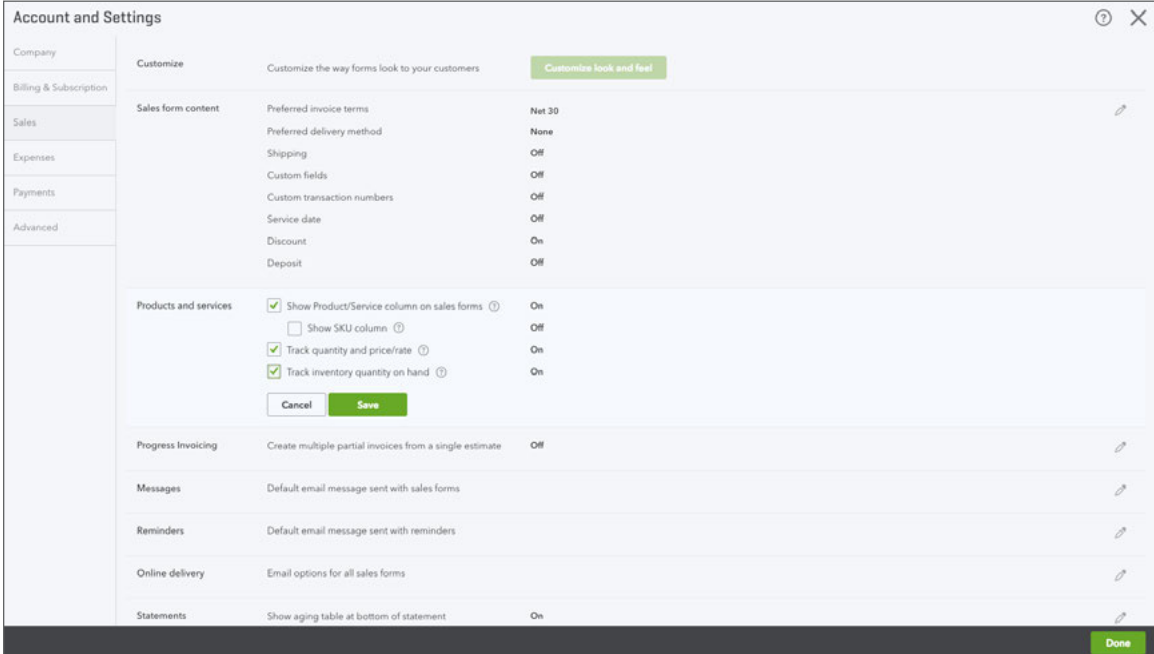 Account and Settings
Company
Billing & Subscription
Sales
Expenses
Payments
Advanced
Customize Customize the way forms look to your customers Customize look and feel
Sales form content Preferred invoice terms Net 30
Preferred delivery method None
Shipping Off
Custom fields Off
Custom transaction numbers Off
Service date Off
Discount On
Deposit Off
Products and services Show Product/Service column on sales forms ? On
Show SKU column ? Off
Track quantity and price/rate ? On
Track inventory quantity on hand ? On
Cancel Save
Progress Invoicing Create multiple partial invoices from a single estimate Off
Messages Default email message sent with sales forms
Reminders Default email message sent with reminders
Online delivery Email options for all sales forms
Statements Show aging table at bottom of statement On
Done